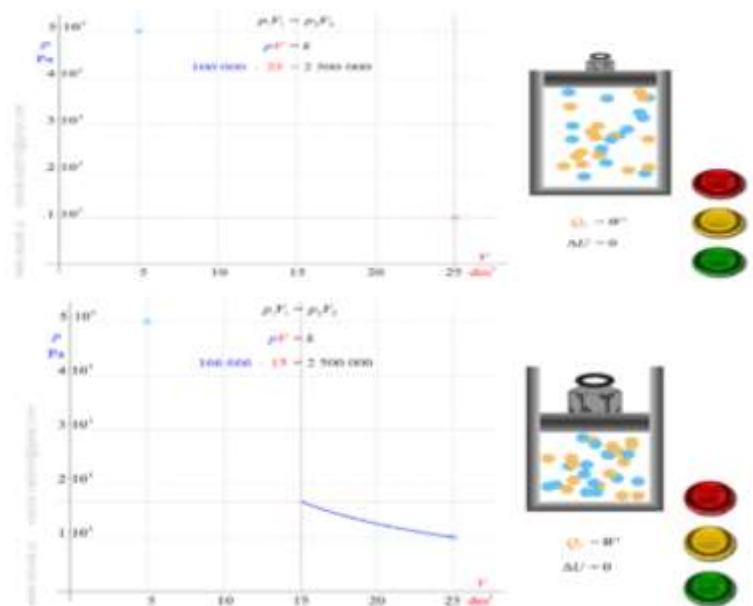 p₁V₁ = p₂V₂
pV = k
100 000 · 25 = 2 500 000
5 10⁵
P
Pa
4 10⁵
3 10⁵
2 10⁵
1 10⁵
5 10 15 20 25
V
dm³
ΔU = 0
p₁V₁ = p₂V₂
pV = k
166 666 · 15 = 2 500 000
5 10⁵
P
Pa
4 10⁵
3 10⁵
2 10⁵
1 10⁵
5 10 15 20 25
V
dm³
ΔU = 0